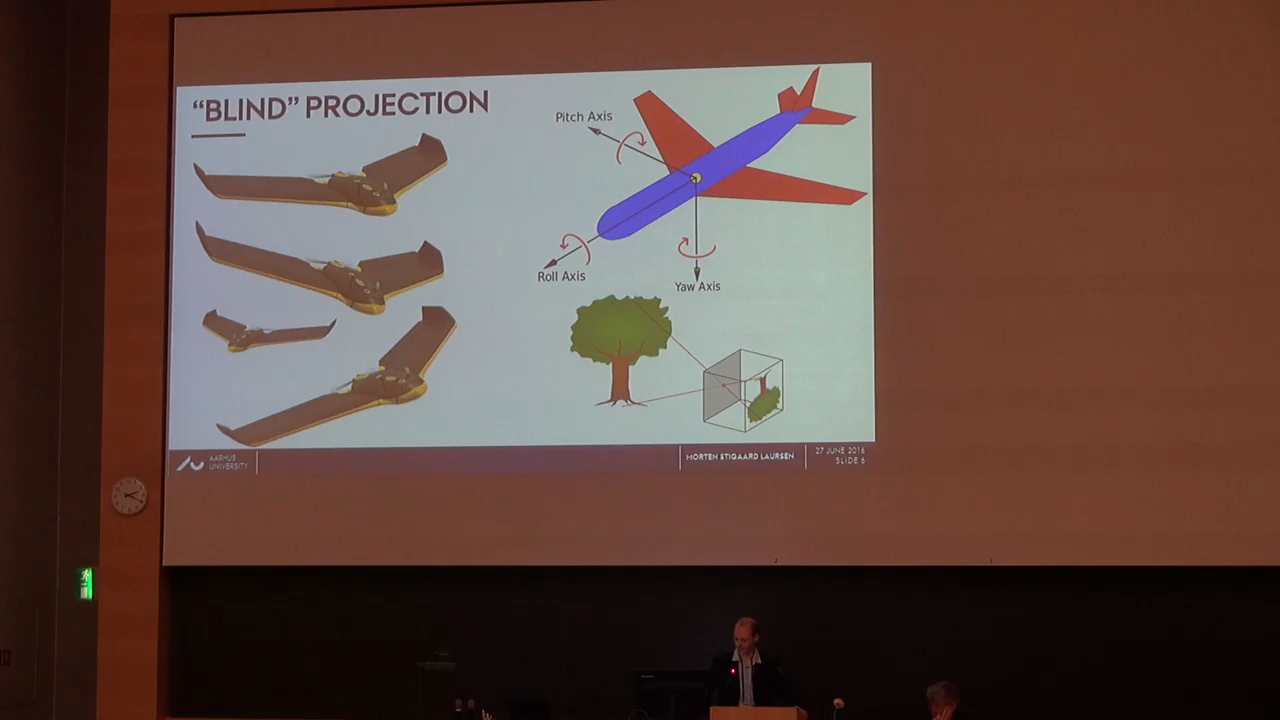 “BLIND” PROJECTION
Pitch Axis
Roll Axis
Yaw Axis
AARHUS
UNIVERSITY
MORTEN STIGAARD LAURSEN
27 JUNE 2016
SLIDE 6